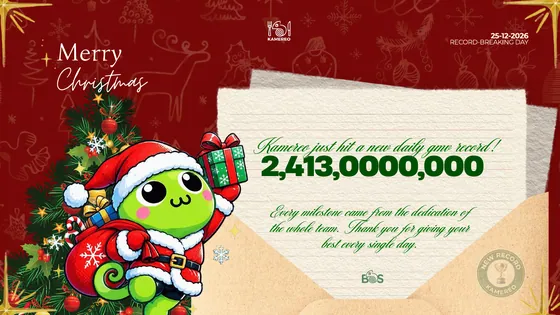 KAMEREO
25-12-2026
RECORD-BREAKING DAY
Merry
Christmas
Kamereo just hit a new daily gmv record!
2,413,0000,000
Every milestone came from the dedication of
the whole team. Thank you for giving your
best every single day.
BOS
NEW RECORD
KAMEREO